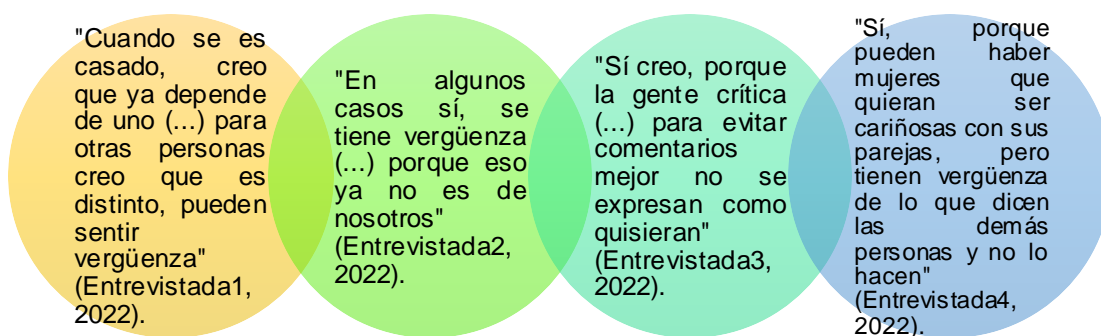 "Cuando se es
casado, creo
que ya depende
de uno (...) para
otras personas
creo que es
distinto, pueden
sentir
vergüenza"
(Entrevistada1,
2022).
"En algunos
casos sí, se
tiene vergüenza
(...) porque eso
ya no es de
nosotros"
(Entrevistada2,
2022).
"Sí creo, porque
la gente crítica
(...) para evitar
comentarios
mejor no se
expresan como
quisieran"
(Entrevistada3,
2022).
"Sí, porque
pueden haber
mujeres que
quieran ser
cariñosas con sus
parejas, pero
tienen vergüenza
de lo que dicen
las demás
personas y no lo
hacen"
(Entrevistada4,
2022).